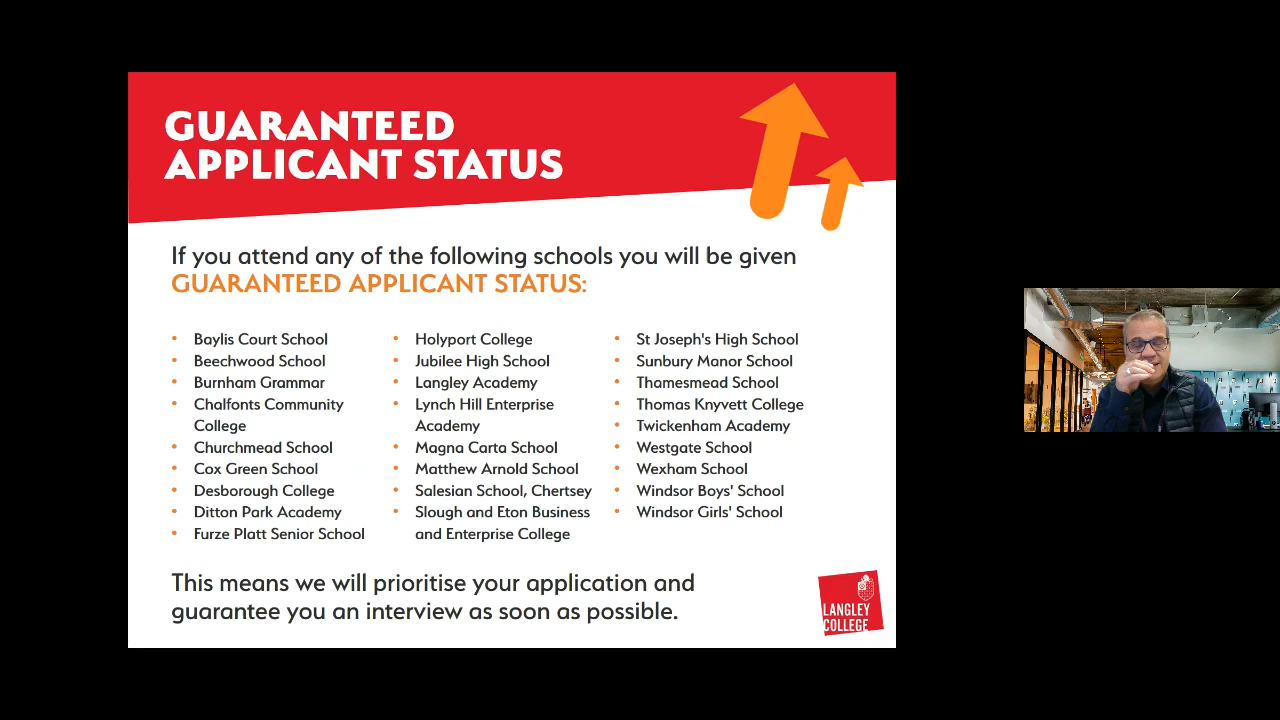 GUARANTEED
APPLICANT STATUS
If you attend any of the following schools you will be given
GUARANTEED APPLICANT STATUS:
• Baylis Court School
• Beechwood School
• Burnham Grammar
• Chalfonts Community
College
• Churchmead School
• Cox Green School
• Desborough College
• Ditton Park Academy
• Furze Platt Senior School
• Holyport College
• Jubilee High School
• Langley Academy
• Lynch Hill Enterprise
Academy
• Magna Carta School
• Matthew Arnold School
• Salesian School, Chertsey
• Slough and Eton Business
and Enterprise College
• St Joseph's High School
• Sunbury Manor School
• Thamesmead School
• Thomas Knyvett College
• Twickenham Academy
• Westgate School
• Wexham School
• Windsor Boys' School
• Windsor Girls' School
This means we will prioritise your application and
guarantee you an interview as soon as possible.
LANGLEY
COLLEGE